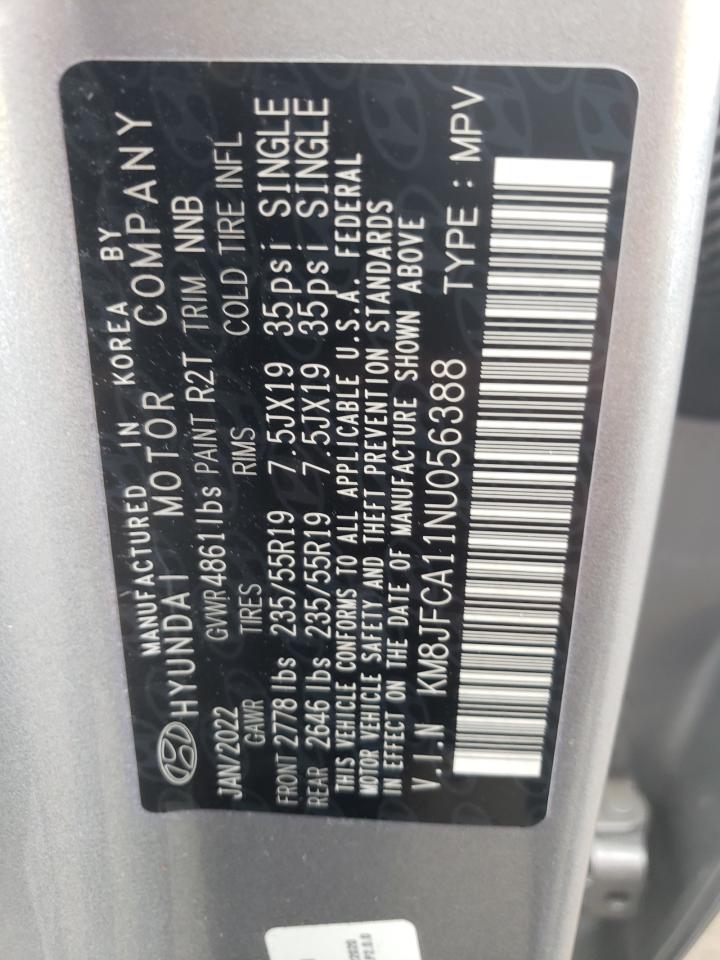 MANUFACTURED IN KOREA BY
HYUNDAI MOTOR COMPANY
JAN/2022 GVWR 4861lbs PAINT R2T TRIM NNB
GAWR TIRES RIMS COLD TIRE INFL
FRONT 2778 lbs 235/55R19 7.5JX19 35psi SINGLE
REAR 2646 lbs 235/55R19 7.5JX19 35psi SINGLE
THIS VEHICLE CONFORMS TO ALL APPLICABLE U.S.A. FEDERAL
MOTOR VEHICLE SAFETY AND THEFT PREVENTION STANDARDS
IN EFFECT ON THE DATE OF MANUFACTURE SHOWN ABOVE
V.I.N KM8JFCA11NU056388 TYPE : MPV